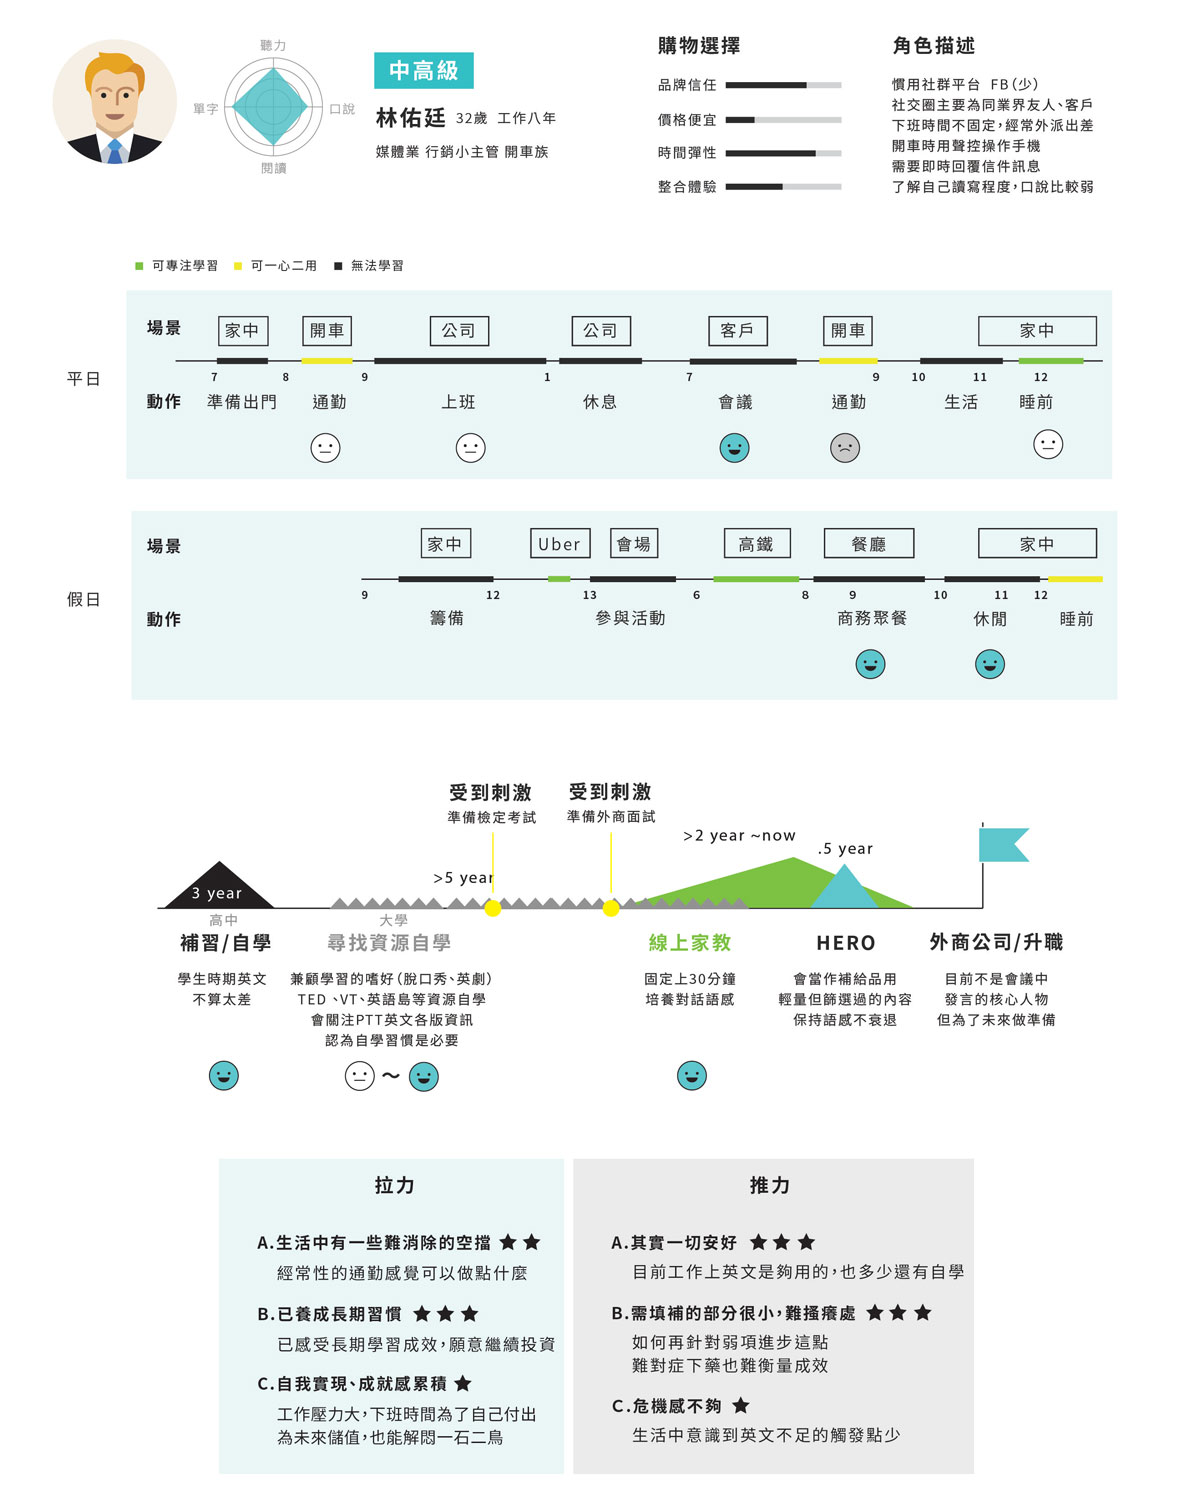 聽力
單字
口說
閱讀
中高級
林佑廷 32歲 工作八年
媒體業 行銷小主管 開車族
購物選擇
品牌信任
價格便宜
時間彈性
整合體驗
角色描述
慣用社群平台 FB(少)
社交圈主要為同業界友人、客戶
下班時間不固定,經常外派出差
開車時用聲控操作手機
需要即時回覆信件訊息
了解自己讀寫程度,口說比較弱
可專注學習 可一心二用 無法學習
平日
場景 家中 開車 公司 公司 客戶 開車 家中
7 8 9 1 7 9 10 11 12
動作 準備出門 通勤 上班 休息 會議 通勤 生活 睡前
假日
場景 家中 Uber 會場 高鐵 餐廳 家中
9 12 13 6 8 9 10 11 12
動作 籌備 參與活動 商務聚餐 休閒 睡前
受到刺激
準備檢定考試
受到刺激
準備外商面試
>2 year ~now
.5 year
>5 year
3 year
高中
補習/自學
學生時期英文
不算太差
大學
尋找資源自學
兼顧學習的嗜好(脫口秀、英劇)
TED、VT、英語島等資源自學
會關注PTT英文各版資訊
認為自學習慣是必要
~
線上家教
固定上30分鐘
培養對話語感
HERO
會當作補給品用
輕量但篩選過的內容
保持語感不衰退
外商公司/升職
目前不是會議中
發言的核心人物
但為了未來做準備
拉力
A.生活中有一些難消除的空擋 ★ ★
經常性的通勤感覺可以做點什麼
B.已養成長期習慣 ★ ★ ★
已感受長期學習成效,願意繼續投資
C.自我實現、成就感累積 ★
工作壓力大,下班時間為了自己付出
為未來儲值,也能解悶一石二鳥
推力
A.其實一切安好 ★ ★ ★
目前工作上英文是夠用的,也多少還有自學
B.需填補的部分很小,難搔癢處 ★ ★ ★
如何再針對弱項進步這點
難對症下藥也難衡量成效
C.危機感不夠 ★
生活中意識到英文不足的觸發點少